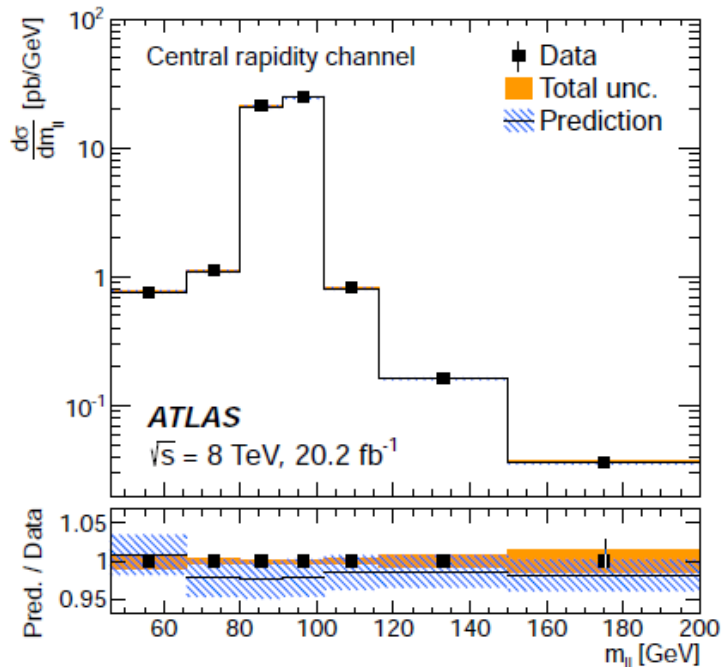 10²
Central rapidity channel
Data
Total unc.
Prediction
dσ/dm_ll [pb/GeV]
10
1
10⁻¹
ATLAS
√s = 8 TeV, 20.2 fb⁻¹
1.05
1
0.95
Pred. / Data
60 80 100 120 140 160 180 200
m_ll [GeV]